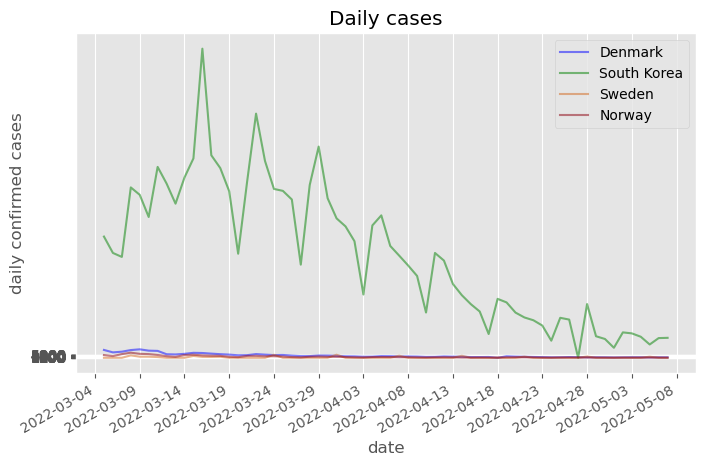 Daily cases
Denmark
South Korea
Sweden
Norway
daily confirmed cases
2022-03-04
2022-03-09
2022-03-14
2022-03-19
2022-03-24
2022-03-29
2022-04-03
2022-04-08
2022-04-13
2022-04-18
2022-04-23
2022-04-28
2022-05-03
2022-05-08
date